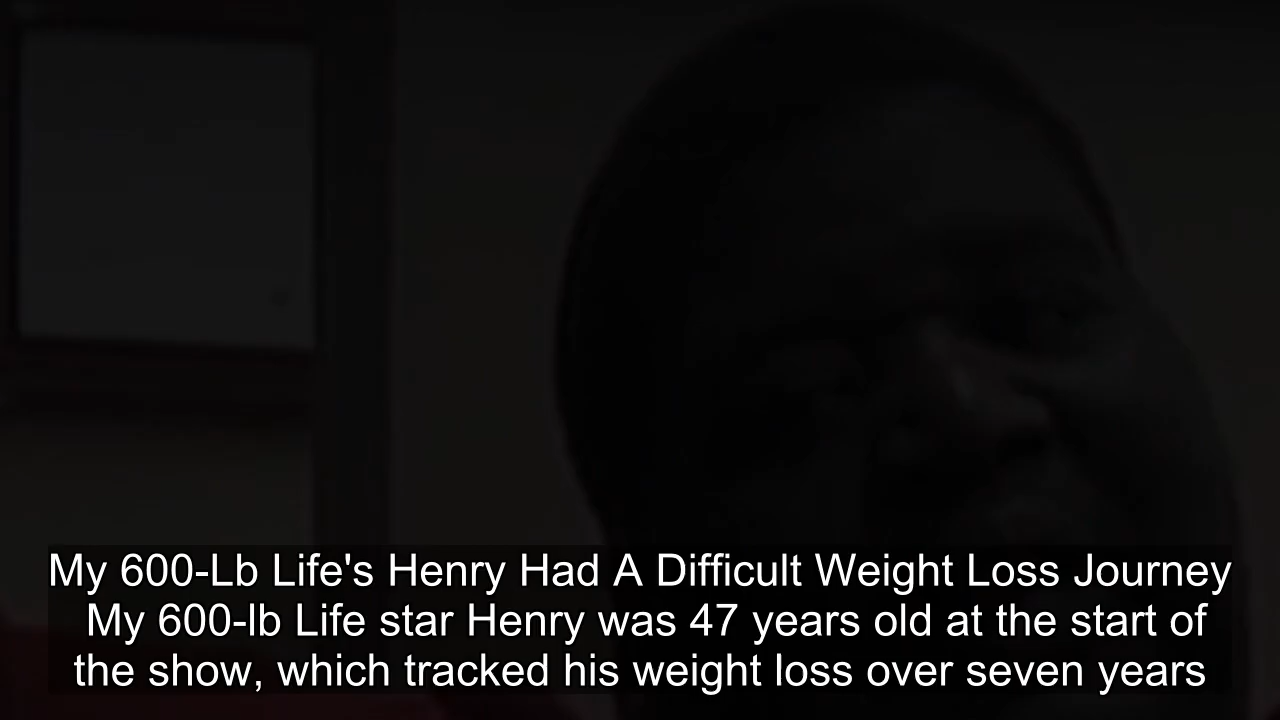 My 600-Lb Life's Henry Had A Difficult Weight Loss Journey
My 600-lb Life star Henry was 47 years old at the start of
the show, which tracked his weight loss over seven years